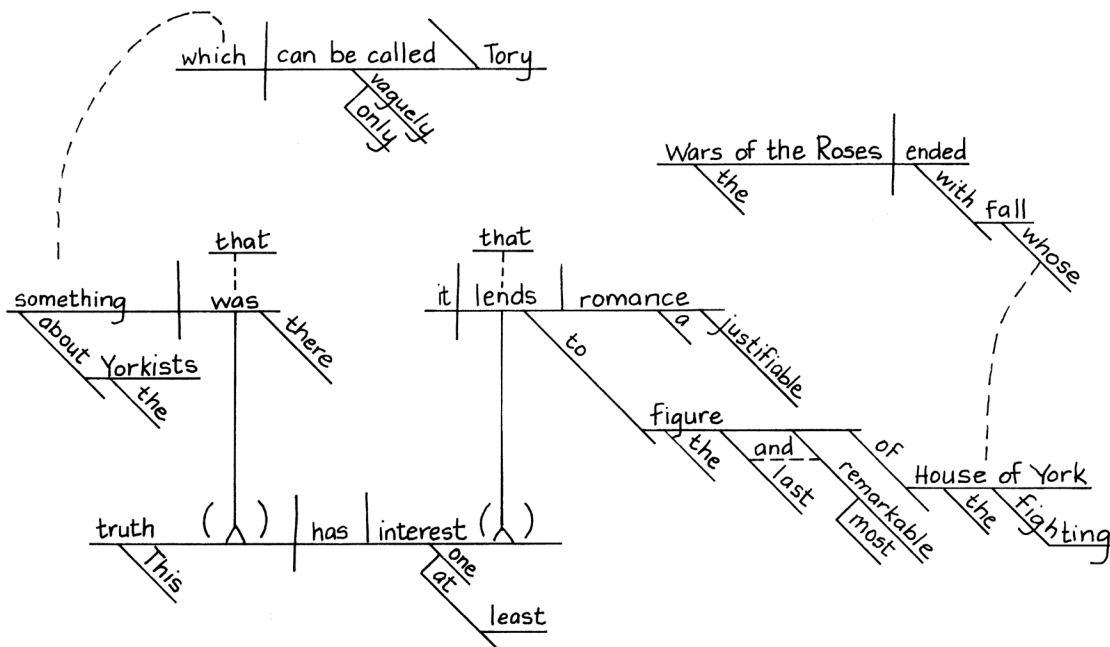 which can be called Tory
vaguely
only
Wars of the Roses ended
the
with
fall
whose
that
something was
there
about
Yorkists
the
that
it lends romance
a
justifiable
to
figure
the
and
last
remarkable
most
of
House of York
the
fighting
truth ( ) has interest ( )
This
one
at
least